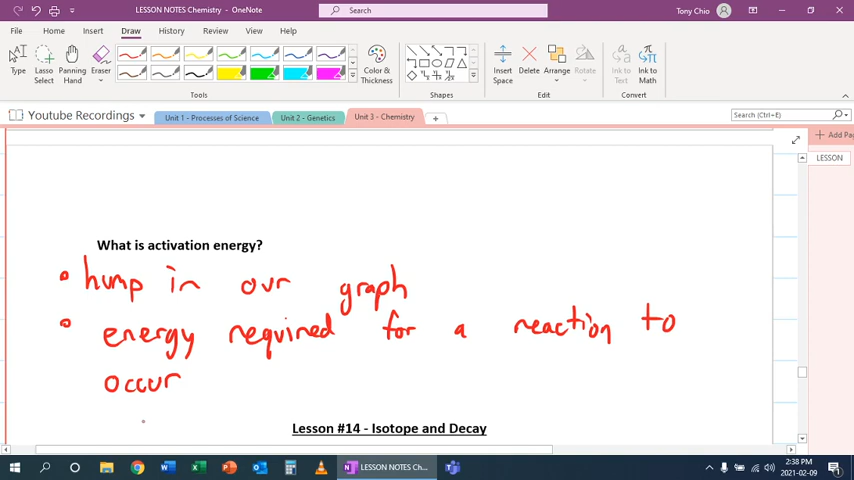 LESSON NOTES Chemistry - OneNote
Search
Tony Chio
File Home Insert Draw History Review View Help
Type
Lasso Select
Panning Hand
Eraser
Color & Thickness
Insert Space
Delete
Arrange
Rotate
Ink to Text
Ink to Math
Tools
Shapes
Edit
Convert
Youtube Recordings
Unit 1 - Processes of Science
Unit 2 - Genetics
Unit 3 - Chemistry
Search (Ctrl+E)
Add Pag
LESSON
What is activation energy?
• hump in our graph
• energy required for a reaction to
occur
Lesson #14 - Isotope and Decay
LESSON NOTES Che...
2:38 PM
2021-02-09